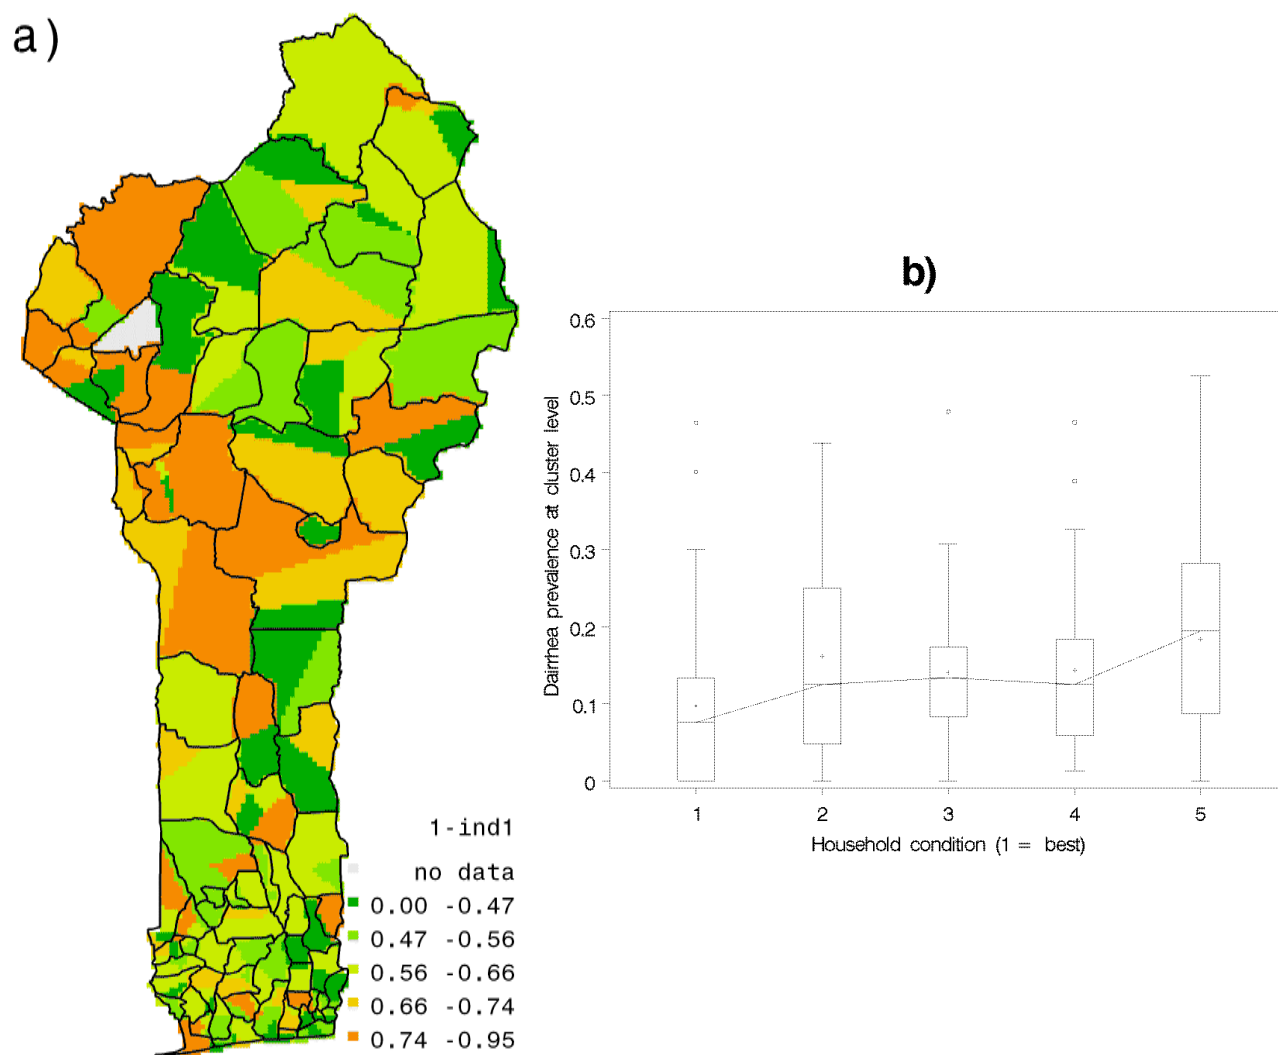 a)
1-ind1
no data
0.00 -0.47
0.47 -0.56
0.56 -0.66
0.66 -0.74
0.74 -0.95
b)
Dairrhea prevalence at cluster level
0.6
0.5
0.4
0.3
0.2
0.1
0
1 2 3 4 5
Household condition (1 = best)